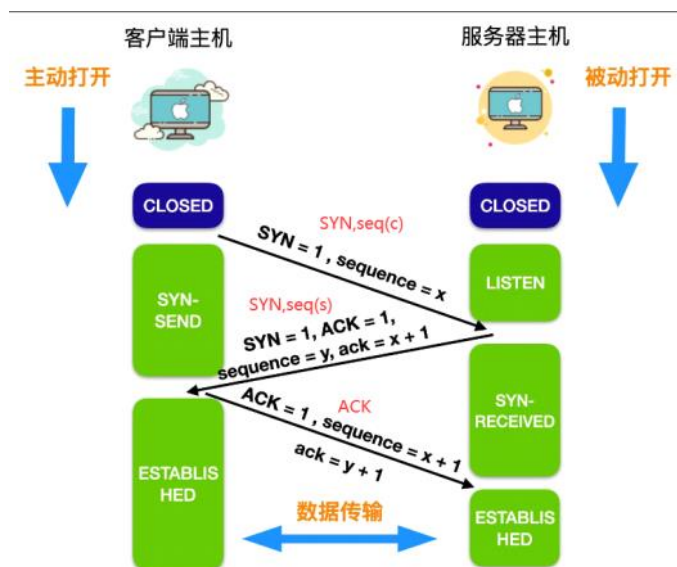 客户端主机
服务器主机
主动打开
被动打开
CLOSED
CLOSED
SYN,seq(c)
SYN = 1 , sequence = x
LISTEN
SYN-
SEND
SYN,seq(s)
SYN = 1, ACK = 1,
sequence = y, ack = x + 1
SYN-
RECEIVED
ACK
ACK = 1 , sequence = x + 1
ack = y + 1
ESTABLIS
HED
数据传输
ESTABLIS
HED